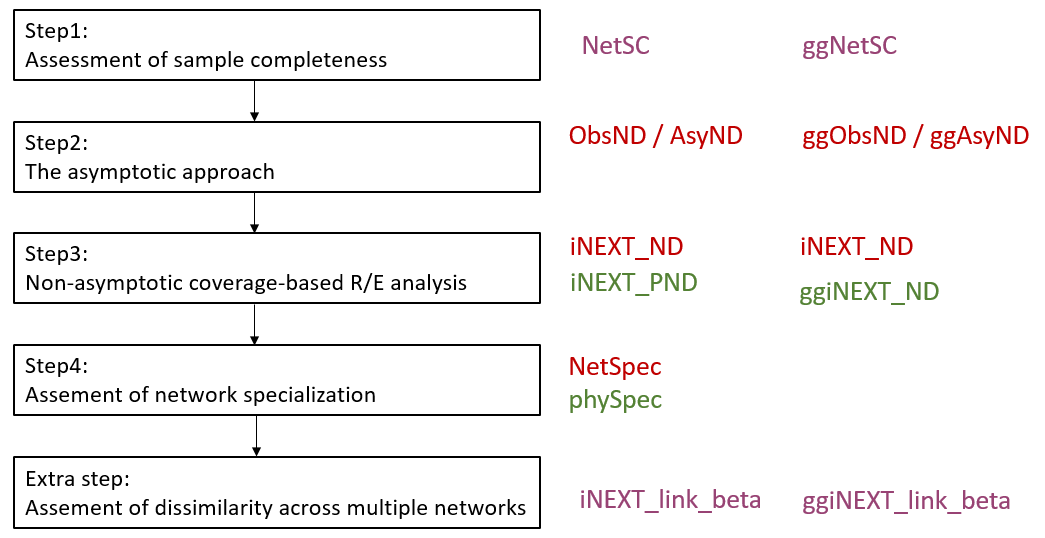 Step1:
Assessment of sample completeness
NetSC
ggNetSC
Step2:
The asymptotic approach
ObsND / AsyND
ggObsND / ggAsyND
Step3:
Non-asymptotic coverage-based R/E analysis
iNEXT_ND
iNEXT_PND
iNEXT_ND
ggiNEXT_ND
Step4:
Assement of network specialization
NetSpec
phySpec
Extra step:
Assement of dissimilarity across multiple networks
iNEXT_link_beta
ggiNEXT_link_beta